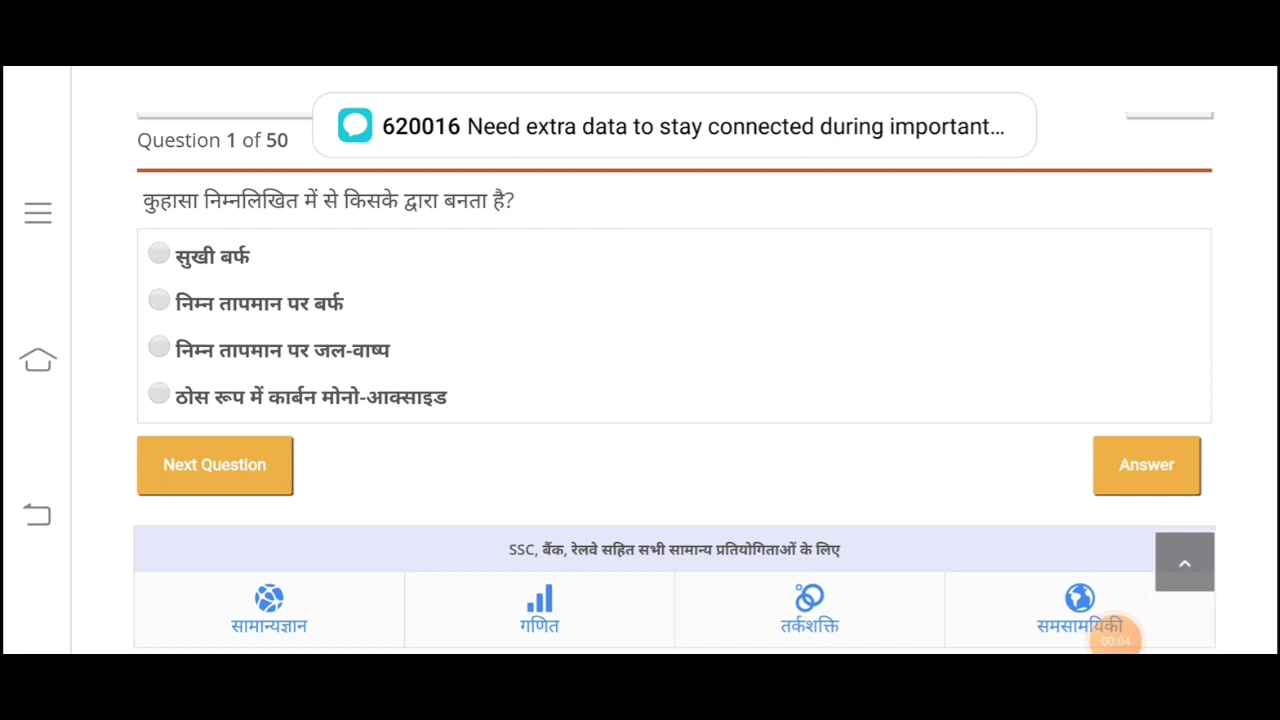 620016 Need extra data to stay connected during important...
Question 1 of 50
कुहासा निम्नलिखित में से किसके द्वारा बनता है?
सुखी बर्फ
निम्न तापमान पर बर्फ
निम्न तापमान पर जल-वाष्प
ठोस रूप में कार्बन मोनो-आक्साइड
Next Question
Answer
SSC, बैंक, रेलवे सहित सभी सामान्य प्रतियोगिताओं के लिए
सामान्यज्ञान
गणित
तर्कशक्ति
समसामयिकी
00:04